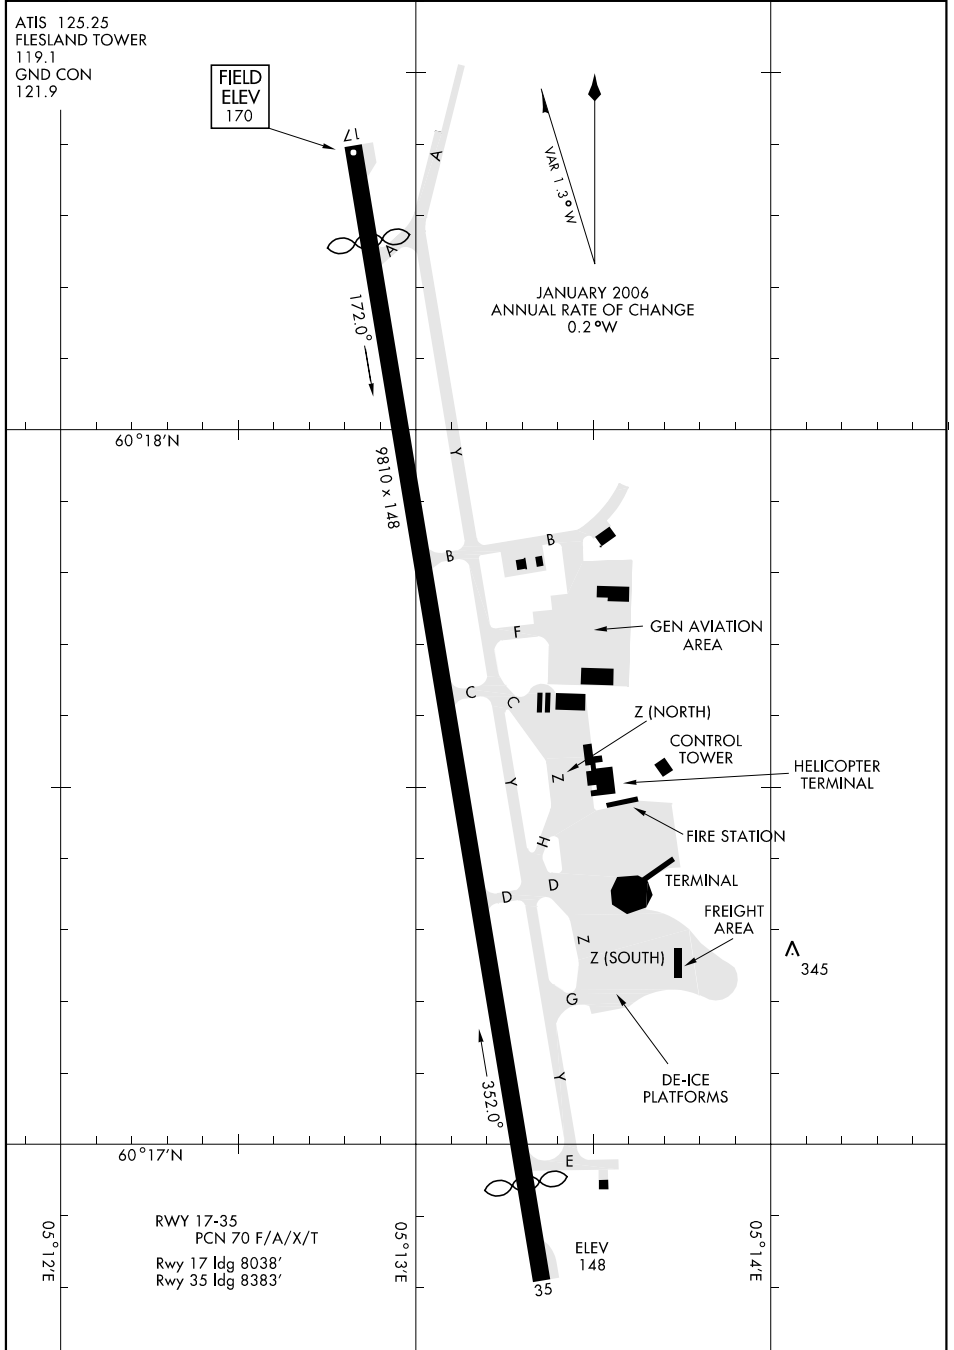 ATIS 125.25
FLESLAND TOWER
119.1
GND CON
121.9
FIELD
ELEV
170
17
A
A
VAR 1.3°W
JANUARY 2006
ANNUAL RATE OF CHANGE
0.2°W
172.0°
60°18'N
9810 x 148
Y
B
B
F
GEN AVIATION
AREA
C
C
Z (NORTH)
CONTROL
TOWER
HELICOPTER
TERMINAL
Y
Z
FIRE STATION
H
TERMINAL
D
D
FREIGHT
AREA
Z
Z (SOUTH)
345
G
DE-ICE
PLATFORMS
Y
352.0°
60°17'N
E
RWY 17-35
PCN 70 F/A/X/T
Rwy 17 ldg 8038'
Rwy 35 ldg 8383'
ELEV
148
35
05°12'E
05°13'E
05°14'E